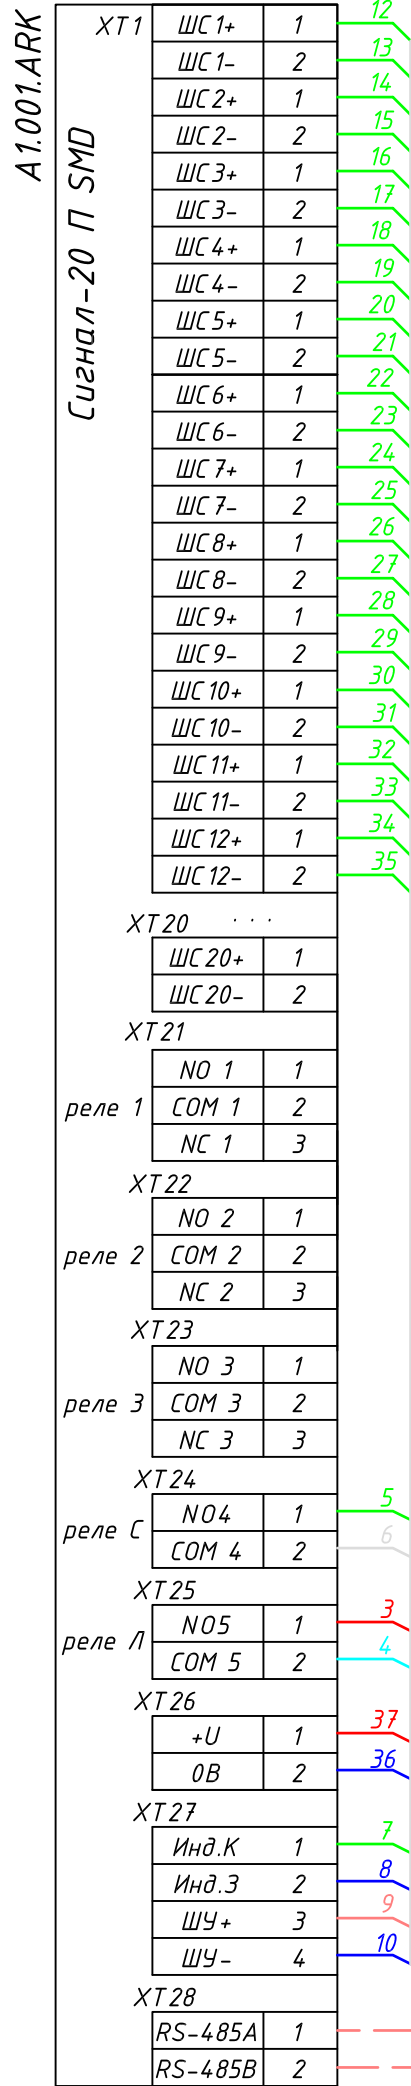 A1.001.ARK
Сигнал-20 П SMD
XT1 ШС1+ 1 12
ШС1- 2 13
ШС2+ 1 14
ШС2- 2 15
ШС3+ 1 16
ШС3- 2 17
ШС4+ 1 18
ШС4- 2 19
ШС5+ 1 20
ШС5- 2 21
ШС6+ 1 22
ШС6- 2 23
ШС7+ 1 24
ШС7- 2 25
ШС8+ 1 26
ШС8- 2 27
ШС9+ 1 28
ШС9- 2 29
ШС10+ 1 30
ШС10- 2 31
ШС11+ 1 32
ШС11- 2 33
ШС12+ 1 34
ШС12- 2 35
XT20 . . .
ШС20+ 1
ШС20- 2
XT21
NO 1 1
реле 1 COM 1 2
NC 1 3
XT22
NO 2 1
реле 2 COM 2 2
NC 2 3
XT23
NO 3 1
реле 3 COM 3 2
NC 3 3
XT24
реле С NO4 1 5
COM 4 2 6
XT25
реле Л NO5 1 3
COM 5 2 4
XT26
+U 1 37
0В 2 36
XT27
Инд.К 1 7
Инд.З 2 8
ШУ+ 3 9
ШУ- 4 10
XT28
RS-485A 1
RS-485B 2